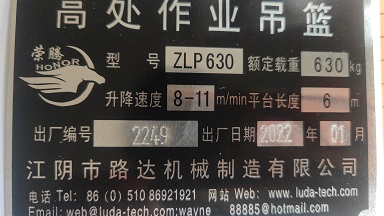 高处作业吊篮
荣腾
HONOR
型 号 ZLP630 额定载重 630 kg
升降速度 8-11 m/min 平台长度 6 m
出厂编号 2249 出厂日期 2022 年 01 月
江阴市路达机械制造有限公司
电话 Tel: 86 (0) 510 86921921 网站 Web: www.luda-tech.com
Email: web@luda-tech.com;wayne 88885@hotmail.com